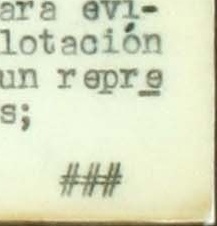 ara evi-
lotación
un repre
s;
###